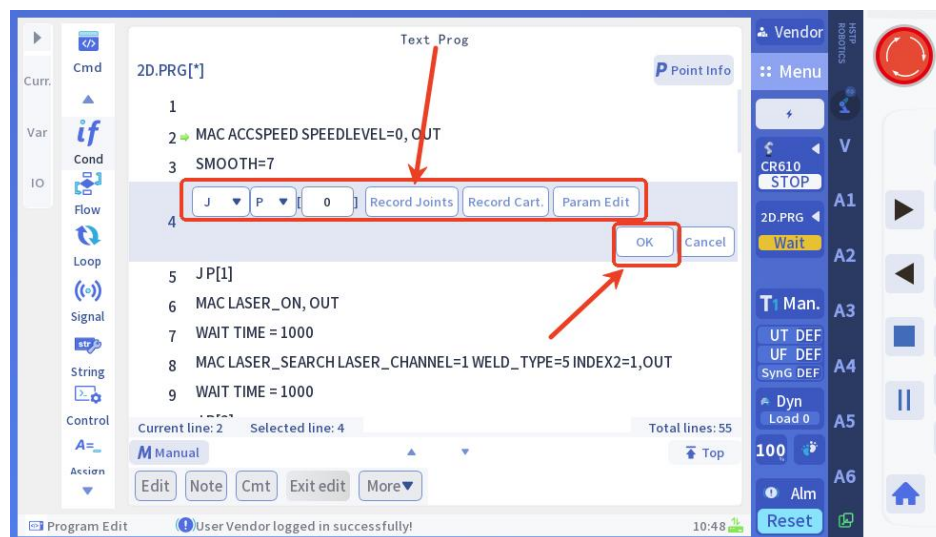 Text Prog
Vendor
HSTP ROBOTICS
</>
Cmd
2D.PRG[*]
P Point Info
Menu
Curr.
1
if
Var
2 MAC ACCSPEED SPEEDLEVEL=0, OUT
V
Cond
3 SMOOTH=7
CR610
STOP
IO
J P [ 0 ] Record Joints Record Cart. Param Edit
A1
Flow
4
2D.PRG
OK Cancel
Wait
A2
Loop
5 J P[1]
6 MAC LASER_ON, OUT
T1 Man.
A3
Signal
7 WAIT TIME = 1000
UT DEF
str
8 MAC LASER_SEARCH LASER_CHANNEL=1 WELD_TYPE=5 INDEX2=1,OUT
UF DEF
String
SynG DEF
A4
9 WAIT TIME = 1000
Dyn
Control
Current line: 2 Selected line: 4 Total lines: 55
Load 0
A5
A=_
M Manual
Top
100
Edit Note Cmt Exit edit More
A6
Alm
Program Edit
User Vendor logged in successfully!
10:48
Reset